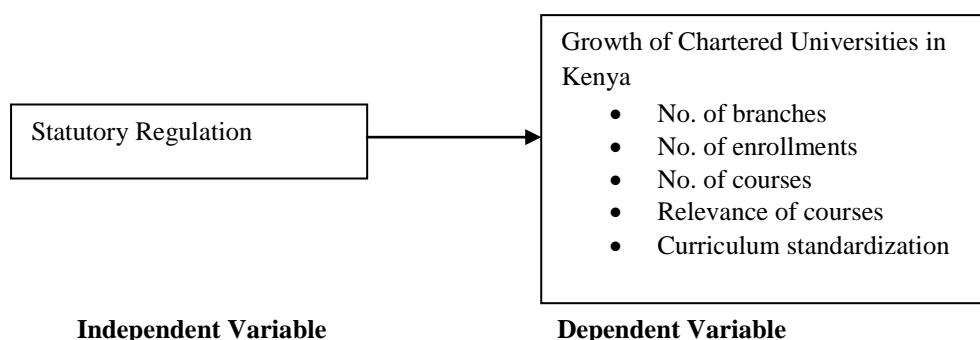 Growth of Chartered Universities in
Kenya
• No. of branches
• No. of enrollments
• No. of courses
• Relevance of courses
• Curriculum standardization
Statutory Regulation
Independent Variable
Dependent Variable